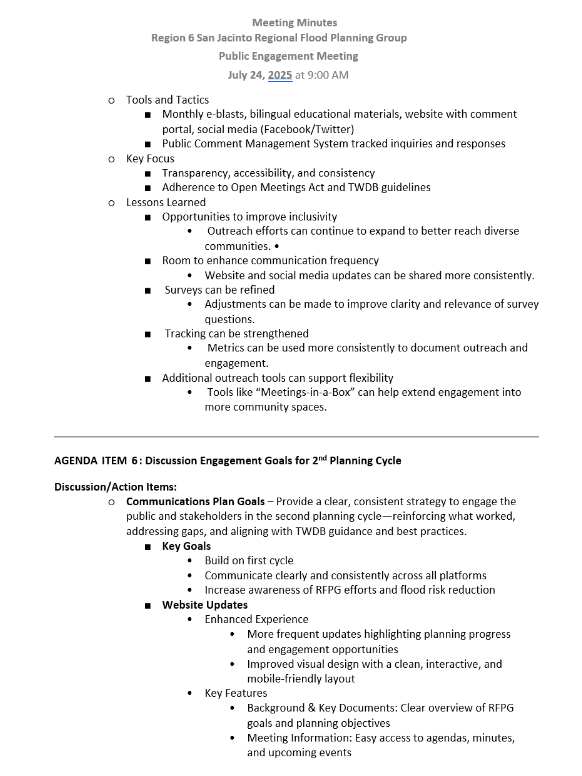 Meeting Minutes
Region 6 San Jacinto Regional Flood Planning Group
Public Engagement Meeting
July 24, 2025 at 9:00 AM
o Tools and Tactics
■ Monthly e-blasts, bilingual educational materials, website with comment
portal, social media (Facebook/Twitter)
■ Public Comment Management System tracked inquiries and responses
o Key Focus
■ Transparency, accessibility, and consistency
■ Adherence to Open Meetings Act and TWDB guidelines
o Lessons Learned
■ Opportunities to improve inclusivity
• Outreach efforts can continue to expand to better reach diverse
communities. •
■ Room to enhance communication frequency
• Website and social media updates can be shared more consistently.
■ Surveys can be refined
• Adjustments can be made to improve clarity and relevance of survey
questions.
■ Tracking can be strengthened
• Metrics can be used more consistently to document outreach and
engagement.
■ Additional outreach tools can support flexibility
• Tools like “Meetings-in-a-Box” can help extend engagement into
more community spaces.
AGENDA ITEM 6: Discussion Engagement Goals for 2nd Planning Cycle
Discussion/Action Items:
o Communications Plan Goals – Provide a clear, consistent strategy to engage the
public and stakeholders in the second planning cycle—reinforcing what worked,
addressing gaps, and aligning with TWDB guidance and best practices.
■ Key Goals
• Build on first cycle
• Communicate clearly and consistently across all platforms
• Increase awareness of RFPG efforts and flood risk reduction
■ Website Updates
• Enhanced Experience
• More frequent updates highlighting planning progress
and engagement opportunities
• Improved visual design with a clean, interactive, and
mobile-friendly layout
• Key Features
• Background & Key Documents: Clear overview of RFPG
goals and planning objectives
• Meeting Information: Easy access to agendas, minutes,
and upcoming events